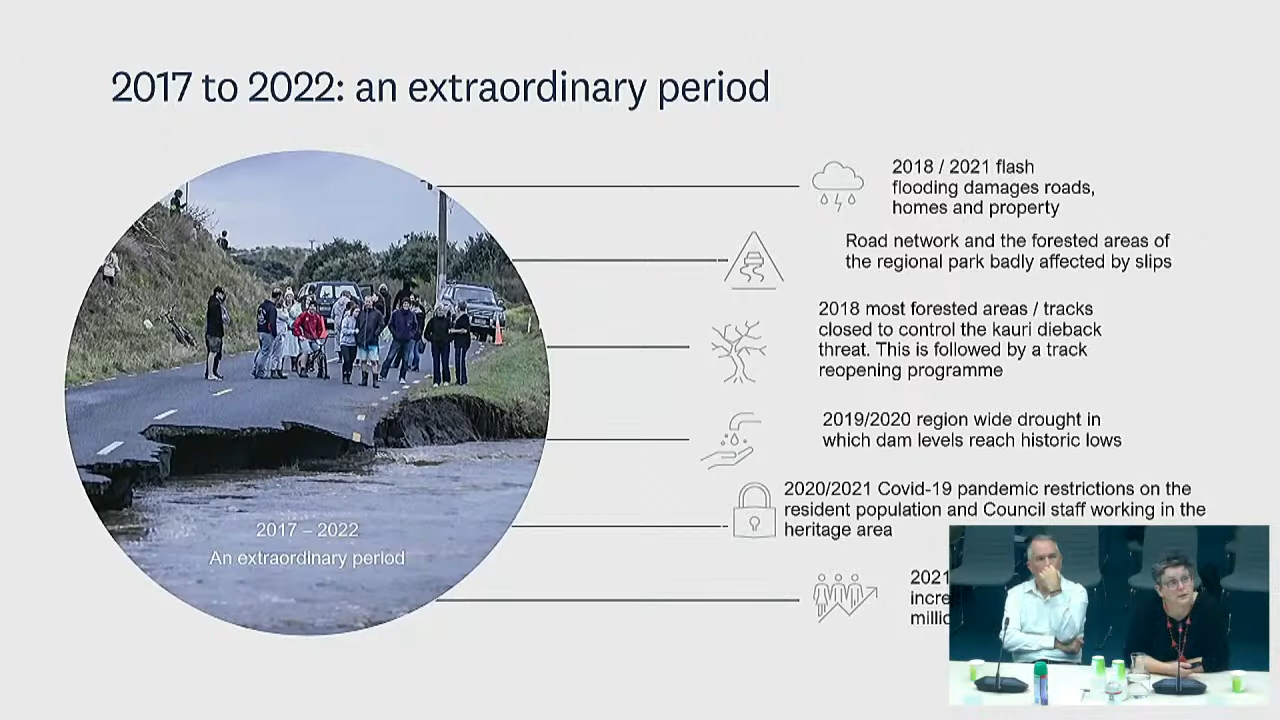 2017 to 2022: an extraordinary period
2018 / 2021 flash
flooding damages roads,
homes and property
Road network and the forested areas of
the regional park badly affected by slips
2018 most forested areas / tracks
closed to control the kauri dieback
threat. This is followed by a track
reopening programme
2019/2020 region wide drought in
which dam levels reach historic lows
2020/2021 Covid-19 pandemic restrictions on the
resident population and Council staff working in the
heritage area
2017 – 2022
An extraordinary period
2021